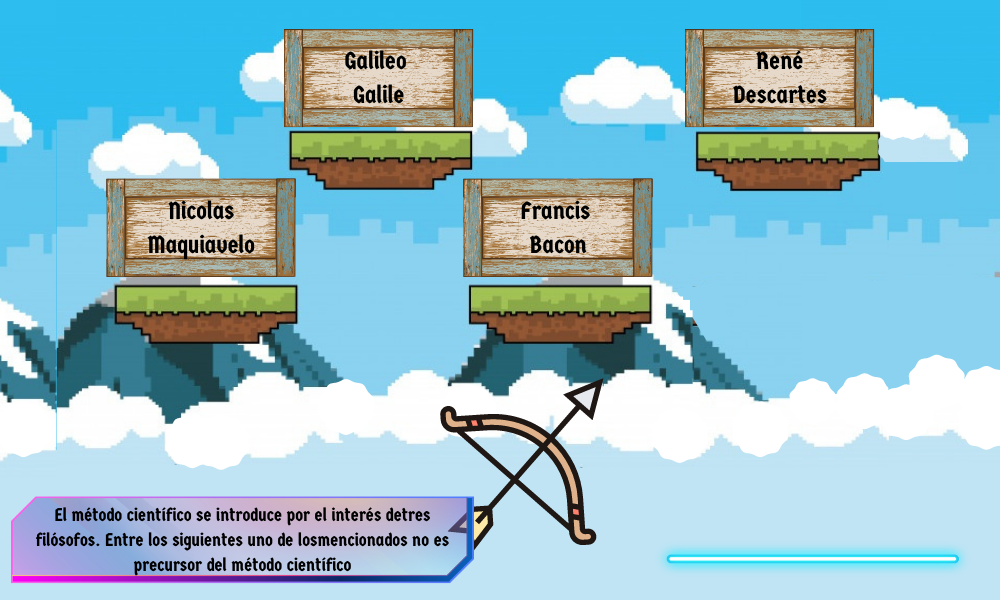 Galileo
Galile
René
Descartes
Nicolas
Maquiavelo
Francis
Bacon
El método científico se introduce por el interés detres
filósofos. Entre los siguientes uno de losmencionados no es
precursor del método científico